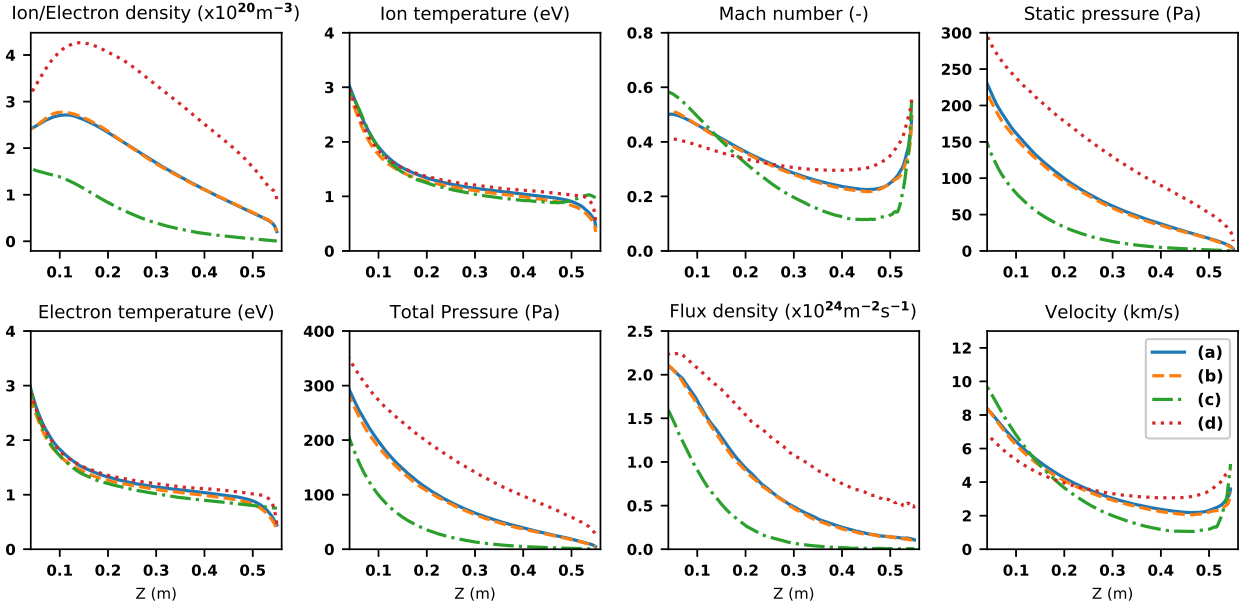 Ion/Electron density (x10²⁰m⁻³)
4
3
2
1
0
0.1 0.2 0.3 0.4 0.5
Ion temperature (eV)
4
3
2
1
0
0.1 0.2 0.3 0.4 0.5
Mach number (-)
0.8
0.6
0.4
0.2
0.0
0.1 0.2 0.3 0.4 0.5
Static pressure (Pa)
300
250
200
150
100
50
0
0.1 0.2 0.3 0.4 0.5
Electron temperature (eV)
4
3
2
1
0
0.1 0.2 0.3 0.4 0.5
Z (m)
Total Pressure (Pa)
400
300
200
100
0
0.1 0.2 0.3 0.4 0.5
Z (m)
Flux density (x10²⁴m⁻²s⁻¹)
2.5
2.0
1.5
1.0
0.5
0.0
0.1 0.2 0.3 0.4 0.5
Z (m)
Velocity (km/s)
12
10
8
6
4
2
0
(a)
(b)
(c)
(d)
0.1 0.2 0.3 0.4 0.5
Z (m)